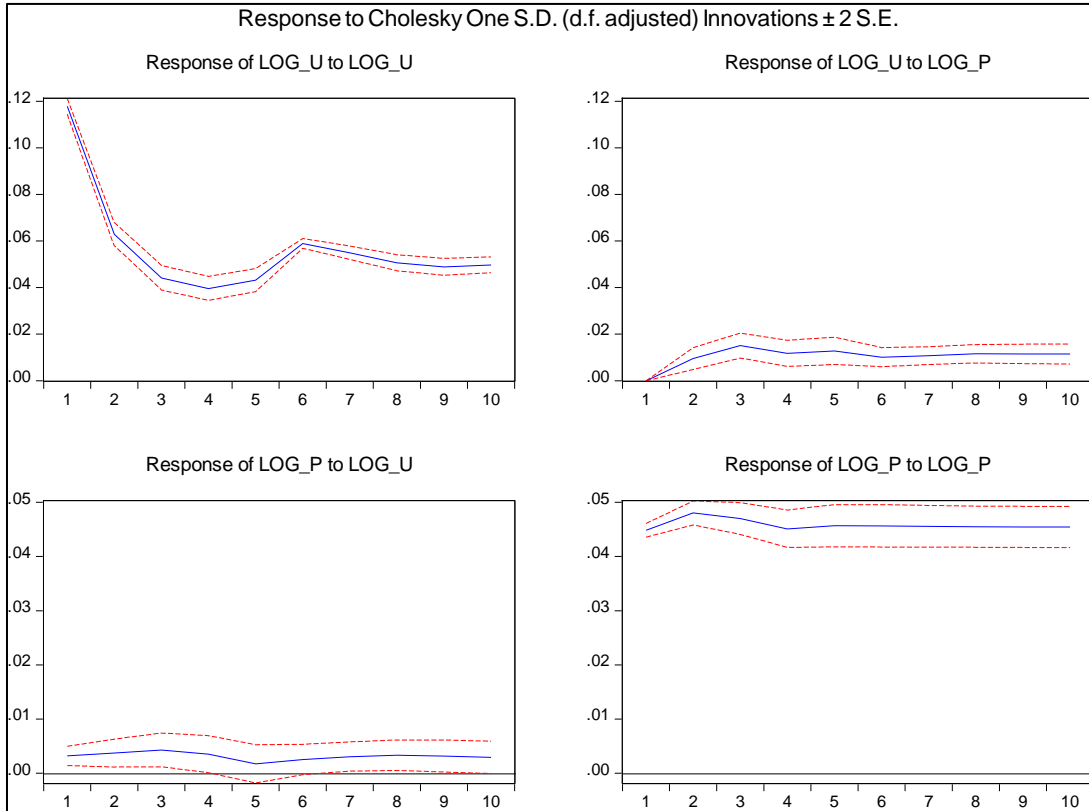 Response to Cholesky One S.D. (d.f. adjusted) Innovations ± 2 S.E.
Response of LOG_U to LOG_U
.12
.10
.08
.06
.04
.02
.00
1 2 3 4 5 6 7 8 9 10
Response of LOG_U to LOG_P
.12
.10
.08
.06
.04
.02
.00
1 2 3 4 5 6 7 8 9 10
Response of LOG_P to LOG_U
.05
.04
.03
.02
.01
.00
1 2 3 4 5 6 7 8 9 10
Response of LOG_P to LOG_P
.05
.04
.03
.02
.01
.00
1 2 3 4 5 6 7 8 9 10